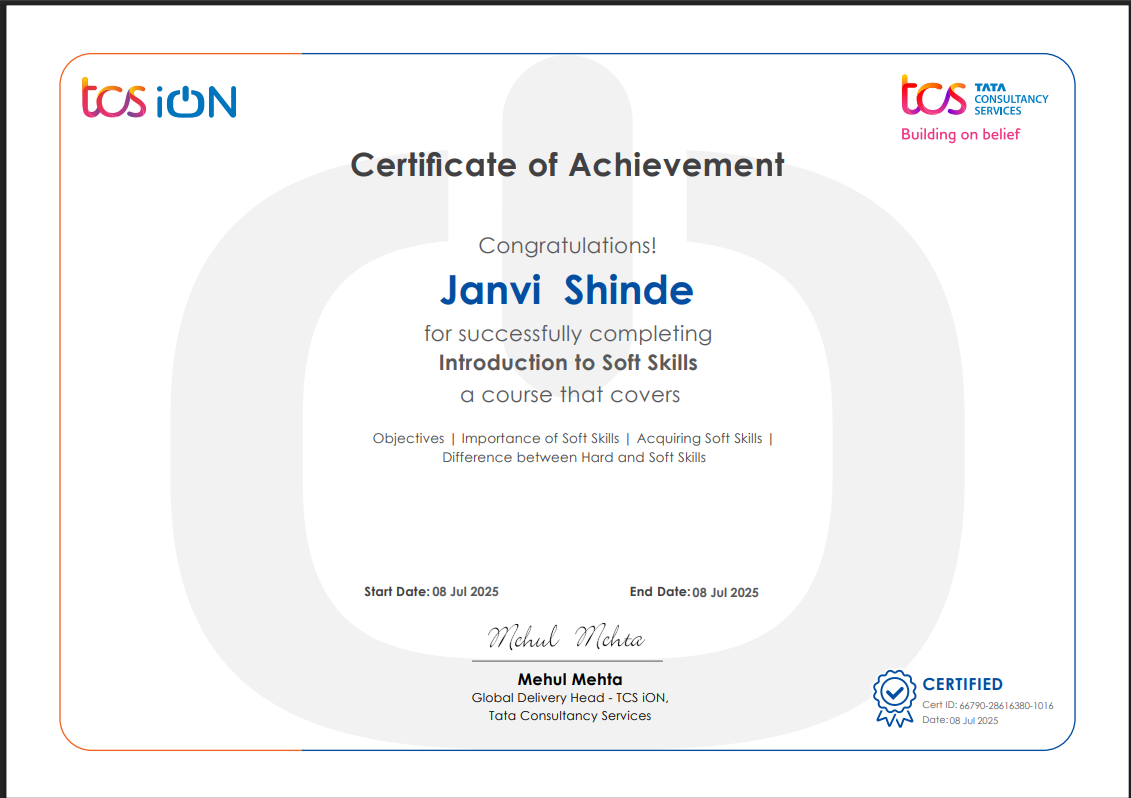 tcs iON
tcs TATA
CONSULTANCY
SERVICES
Building on belief
Certificate of Achievement
Congratulations!
Janvi Shinde
for successfully completing
Introduction to Soft Skills
a course that covers
Objectives | Importance of Soft Skills | Acquiring Soft Skills |
Difference between Hard and Soft Skills
Start Date: 08 Jul 2025 End Date: 08 Jul 2025
Mehul Mehta
Mehul Mehta
Global Delivery Head - TCS iON,
Tata Consultancy Services
CERTIFIED
Cert ID: 66790-28616380-1016
Date: 08 Jul 2025